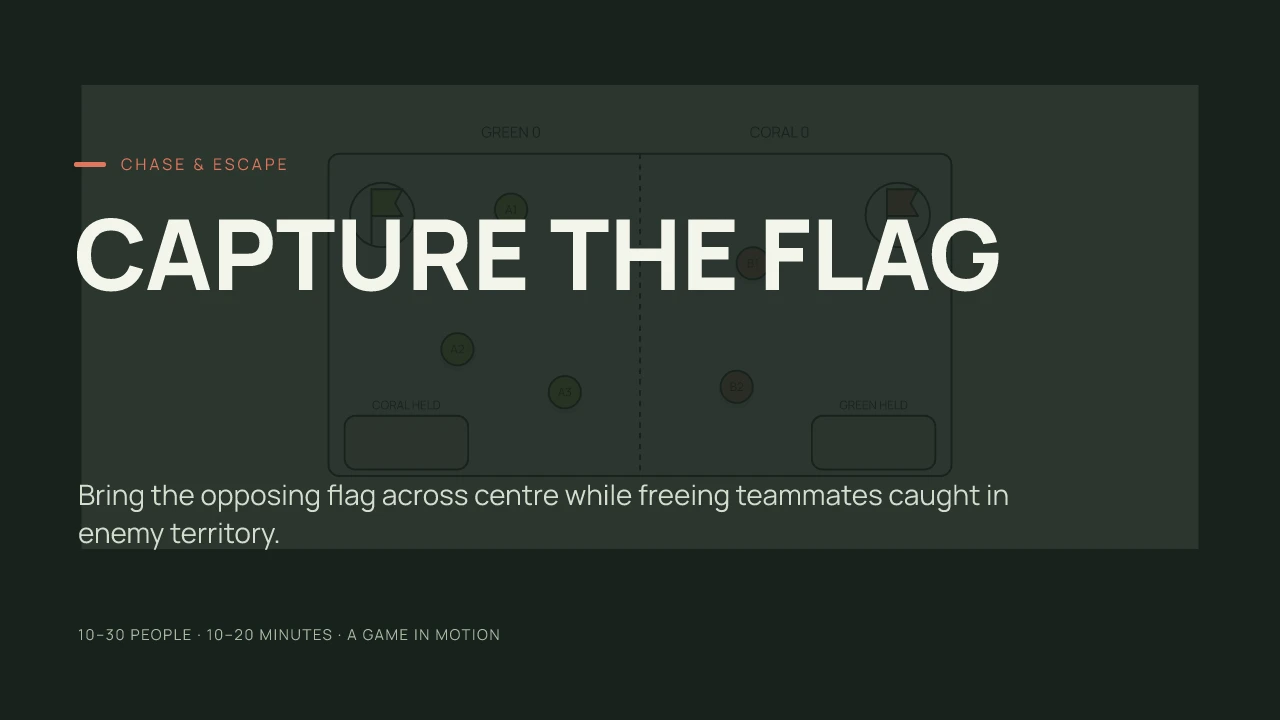 GREEN 0
CORAL 0
CHASE & ESCAPE
A1
CAPTURE THE FLAG
B1
A2
A3
B2
CORAL HELD
GREEN HELD
Bring the opposing flag across centre while freeing teammates caught in
enemy territory.
10–30 PEOPLE · 10–20 MINUTES · A GAME IN MOTION